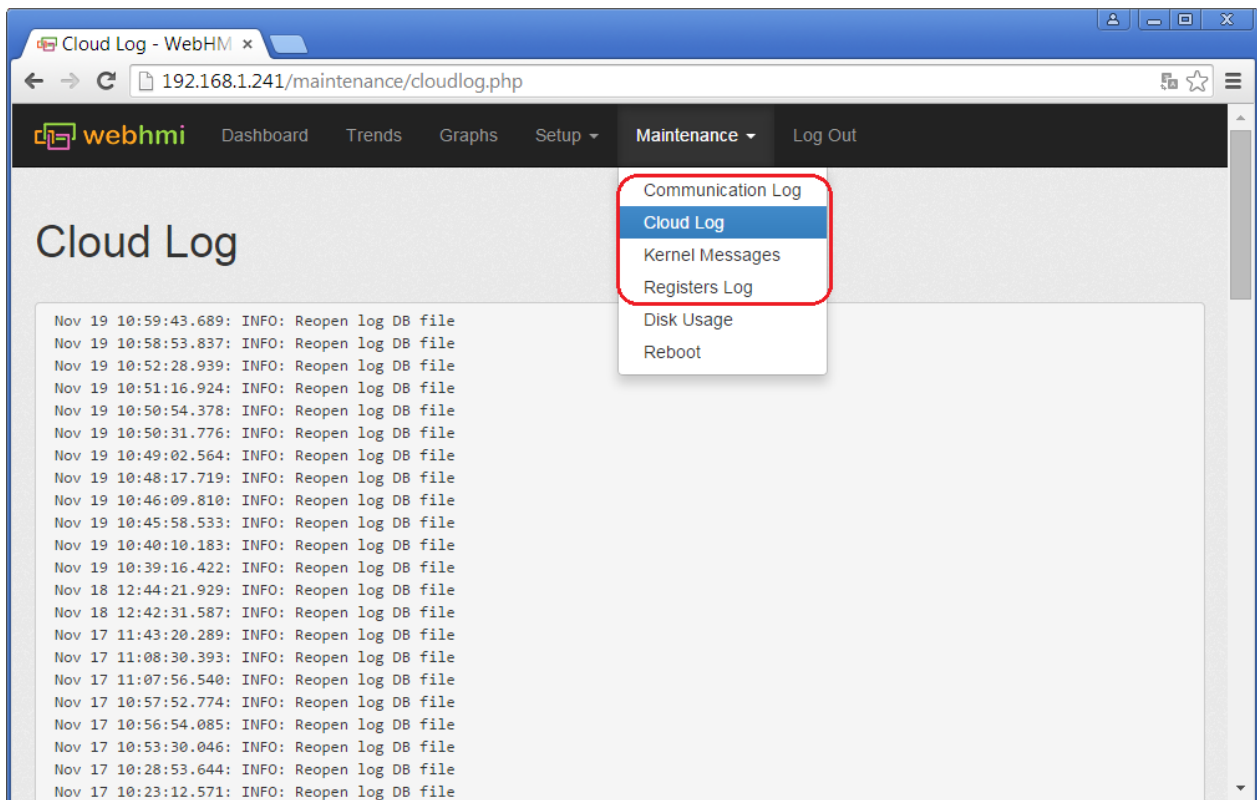 Cloud Log - WebHM
192.168.1.241/maintenance/cloudlog.php
webhmi Dashboard Trends Graphs Setup Maintenance Log Out
Communication Log
Cloud Log
Kernel Messages
Registers Log
Disk Usage
Reboot
Cloud Log
Nov 19 10:59:43.689: INFO: Reopen log DB file
Nov 19 10:58:53.837: INFO: Reopen log DB file
Nov 19 10:52:28.939: INFO: Reopen log DB file
Nov 19 10:51:16.924: INFO: Reopen log DB file
Nov 19 10:50:54.378: INFO: Reopen log DB file
Nov 19 10:50:31.776: INFO: Reopen log DB file
Nov 19 10:49:02.564: INFO: Reopen log DB file
Nov 19 10:48:17.719: INFO: Reopen log DB file
Nov 19 10:46:09.810: INFO: Reopen log DB file
Nov 19 10:45:58.533: INFO: Reopen log DB file
Nov 19 10:40:10.183: INFO: Reopen log DB file
Nov 19 10:39:16.422: INFO: Reopen log DB file
Nov 18 12:44:21.929: INFO: Reopen log DB file
Nov 18 12:42:31.587: INFO: Reopen log DB file
Nov 17 11:43:20.289: INFO: Reopen log DB file
Nov 17 11:08:30.393: INFO: Reopen log DB file
Nov 17 11:07:56.540: INFO: Reopen log DB file
Nov 17 10:57:52.774: INFO: Reopen log DB file
Nov 17 10:56:54.085: INFO: Reopen log DB file
Nov 17 10:53:30.046: INFO: Reopen log DB file
Nov 17 10:28:53.644: INFO: Reopen log DB file
Nov 17 10:23:12.571: INFO: Reopen log DB file